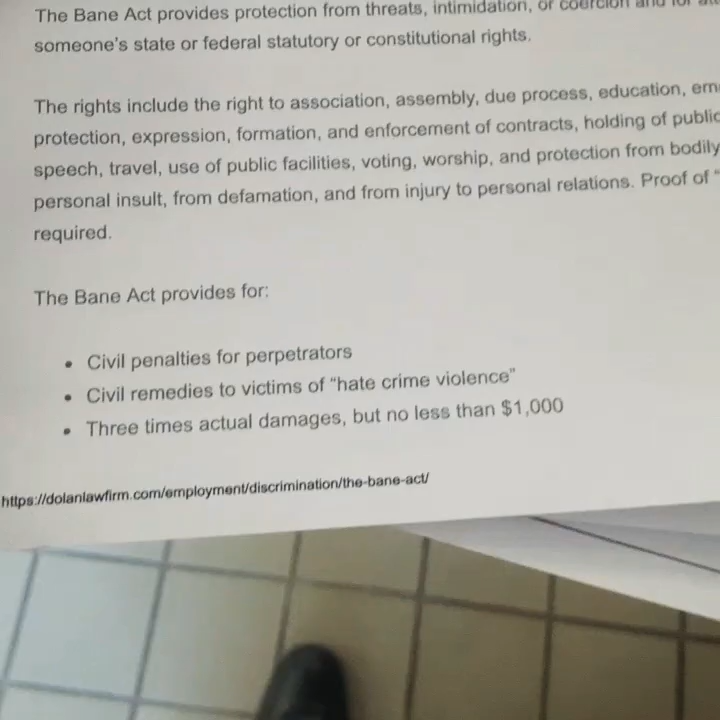 The Bane Act provides protection from threats, intimidation, or coercion and for
someone's state or federal statutory or constitutional rights.
The rights include the right to association, assembly, due process, education,
protection, expression, formation, and enforcement of contracts, holding of public
speech, travel, use of public facilities, voting, worship, and protection from bodily
personal insult, from defamation, and from injury to personal relations. Proof of "
required.
The Bane Act provides for:
• Civil penalties for perpetrators
• Civil remedies to victims of "hate crime violence"
• Three times actual damages, but no less than $1,000
https://dolanlawfirm.com/employment/discrimination/the-bane-act/